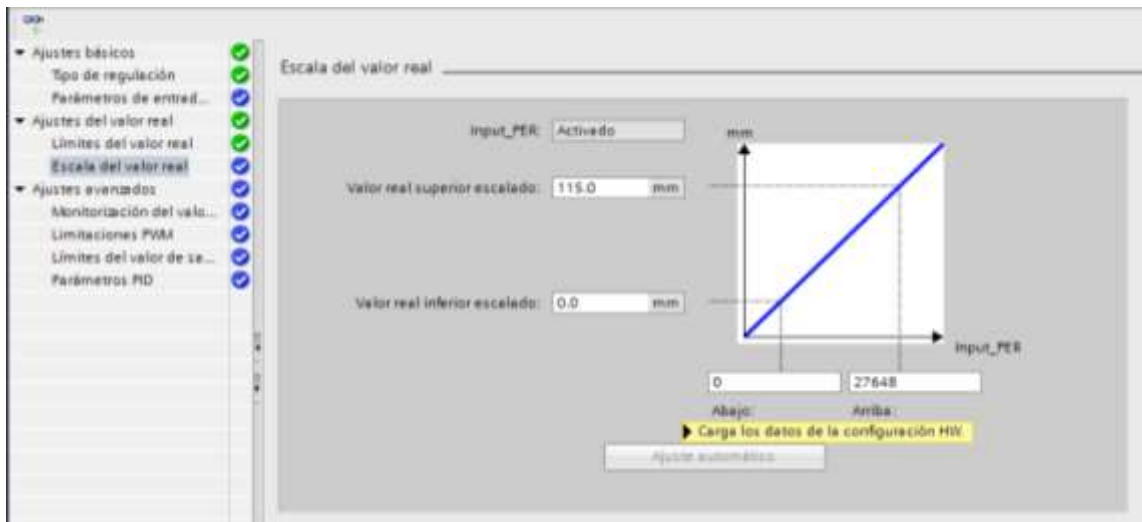 Ajustes básicos
Tipo de regulación
Parámetros de entrad...
Ajustes del valor real
Límites del valor real
Escala del valor real
Ajustes avanzados
Monitorización del valo...
Limitaciones PWM
Límites del valor de sa...
Parámetros PID
Escala del valor real
Input_PER: Activado
mm
Valor real superior escalado: 115.0 mm
Valor real inferior escalado: 0.0 mm
Input_PER
0 27648
Abajo: Arriba:
Carga los datos de la configuración HW.
Ajuste automático